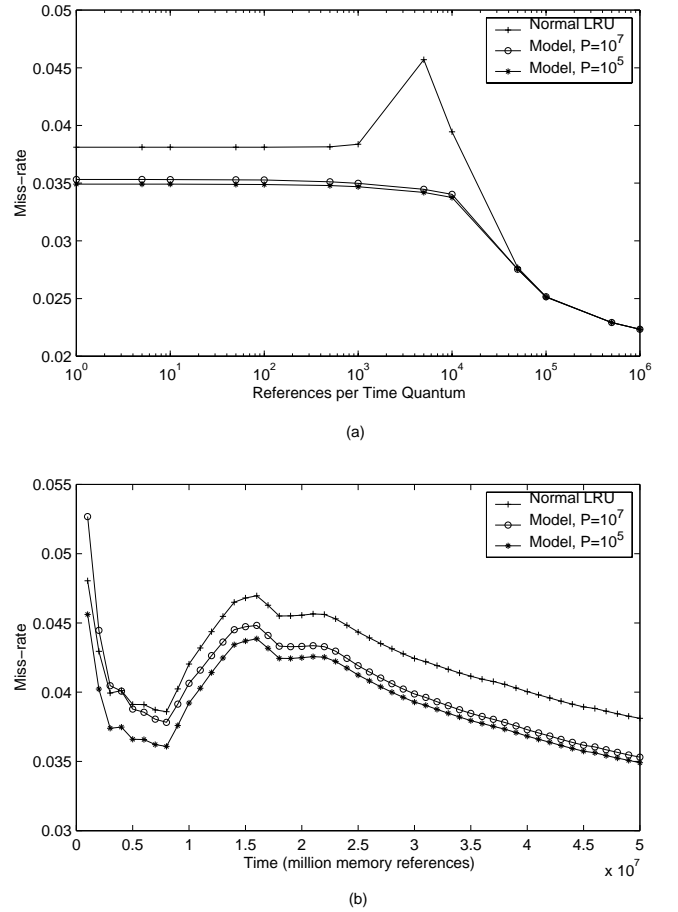 0.05
0.045
0.04
0.035
0.03
0.025
0.02
Miss−rate
Normal LRU
Model, P=10^7
Model, P=10^5
10^0 10^1 10^2 10^3 10^4 10^5 10^6
References per Time Quantum
(a)
0.055
0.05
0.045
0.04
0.035
0.03
Miss−rate
Normal LRU
Model, P=10^7
Model, P=10^5
0 0.5 1 1.5 2 2.5 3 3.5 4 4.5 5
Time (million memory references)
x 10^7
(b)